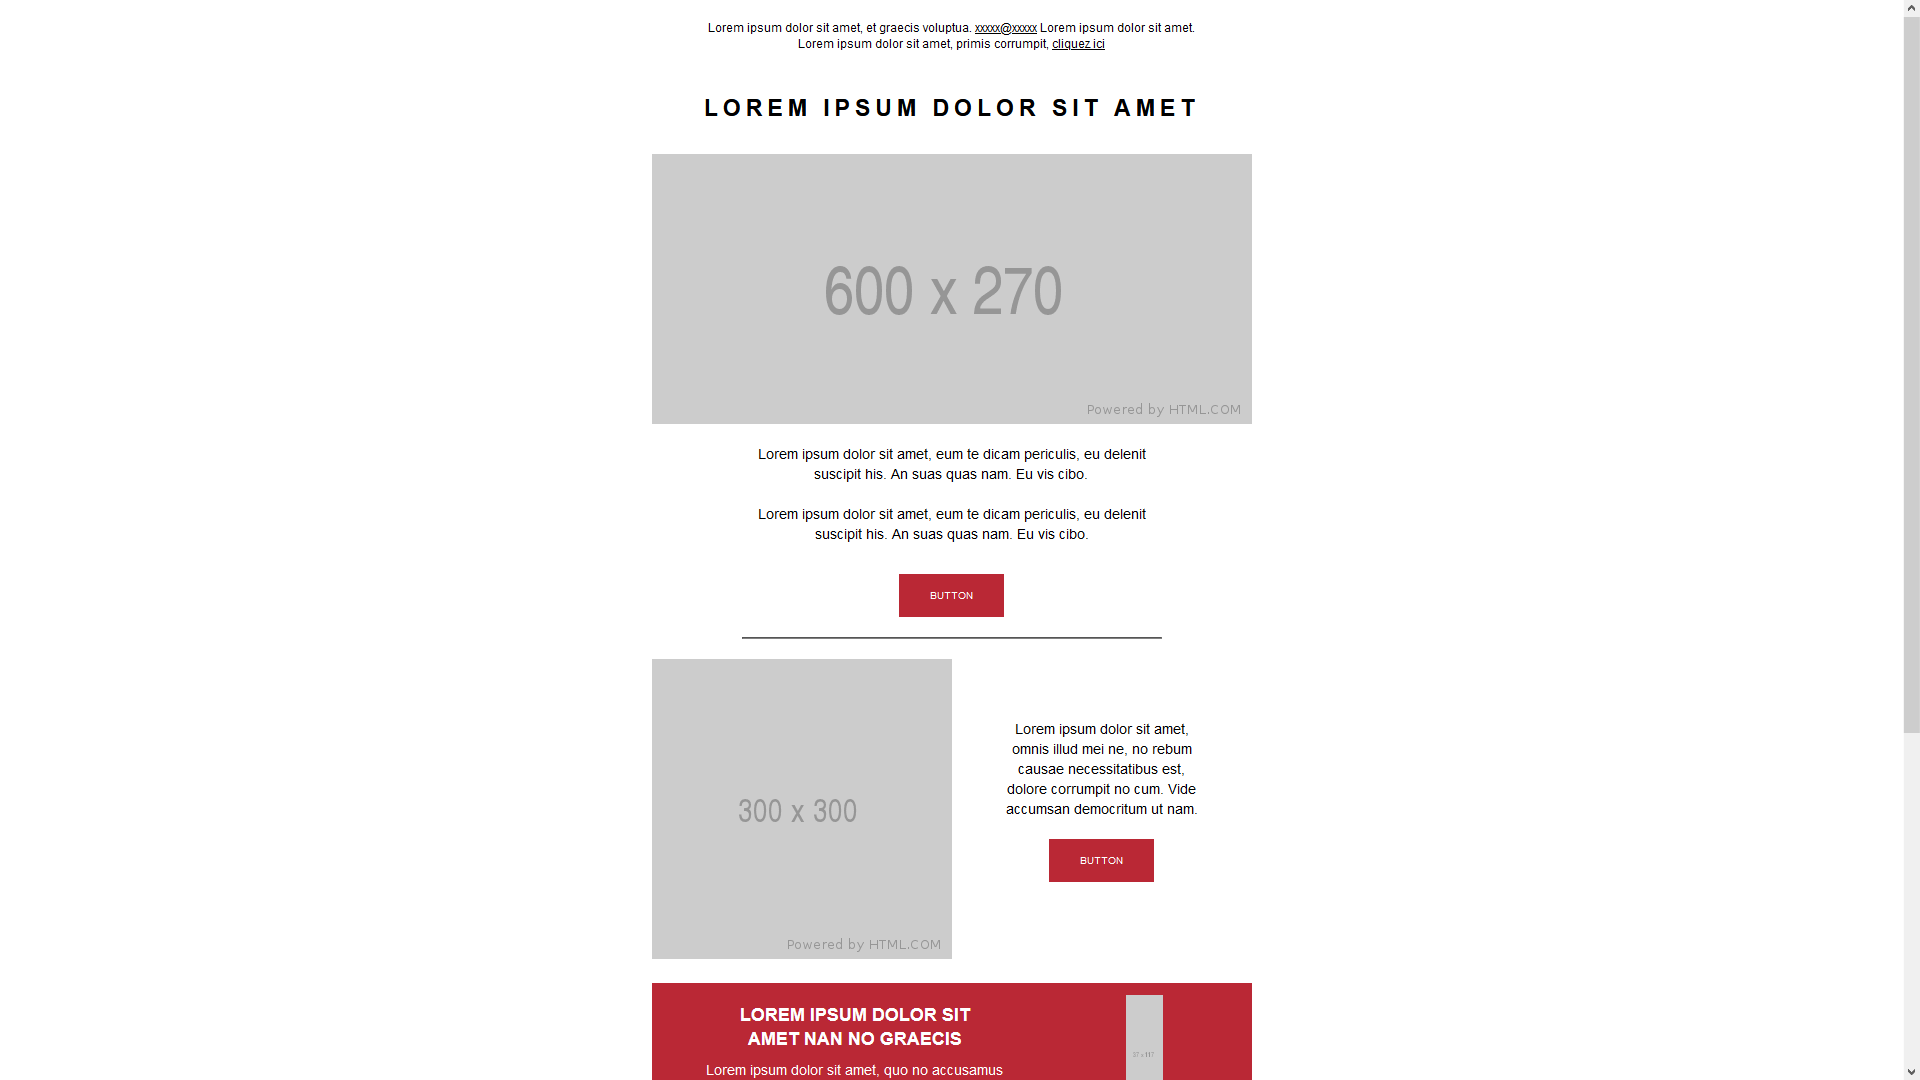 Lorem ipsum dolor sit amet, et graecis voluptua. xxxxx@xxxxx Lorem ipsum dolor sit amet.
Lorem ipsum dolor sit amet, primis corrumpit, cliquez ici
LOREM IPSUM DOLOR SIT AMET
600 x 270
Powered by HTML.COM
Lorem ipsum dolor sit amet, eum te dicam periculis, eu delenit
suscipit his. An suas quas nam. Eu vis cibo.
Lorem ipsum dolor sit amet, eum te dicam periculis, eu delenit
suscipit his. An suas quas nam. Eu vis cibo.
BUTTON
300 x 300
Powered by HTML.COM
Lorem ipsum dolor sit amet,
omnis illud mei ne, no rebum
causae necessitatibus est,
dolore corrumpit no cum. Vide
accumsan democritum ut nam.
BUTTON
LOREM IPSUM DOLOR SIT
AMET NAN NO GRAECIS
Lorem ipsum dolor sit amet, quo no accusamus